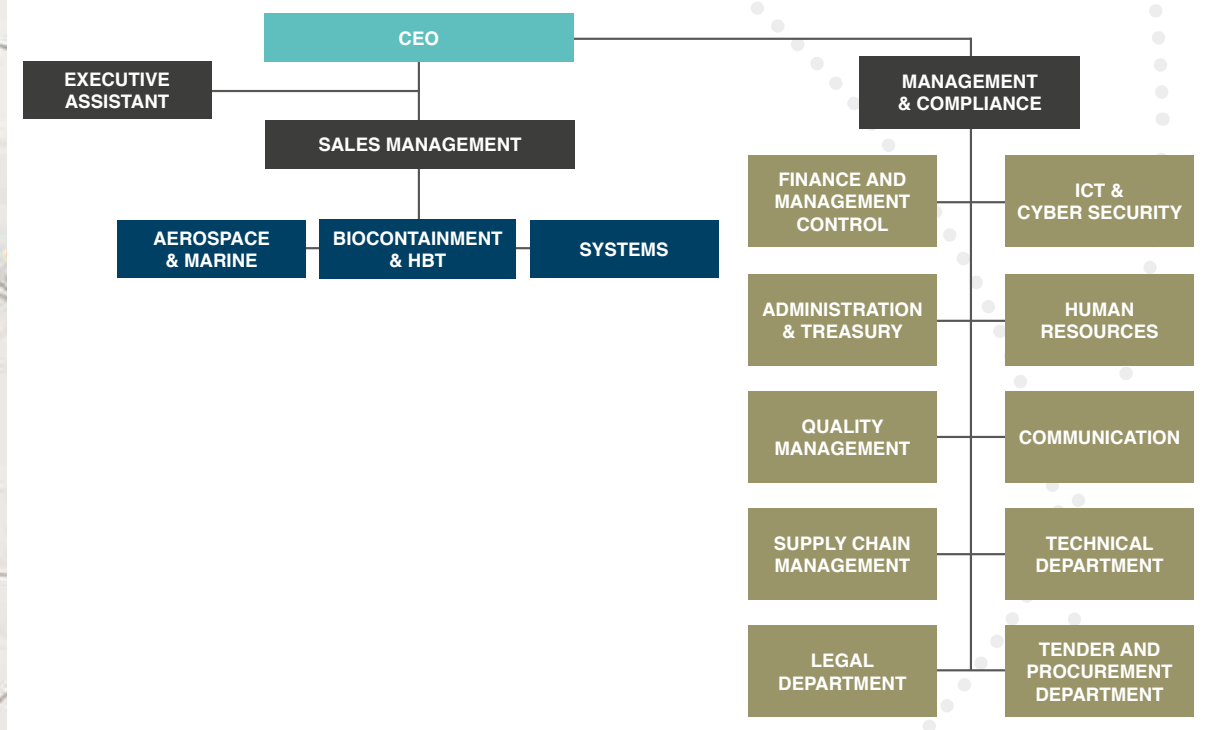 CEO
EXECUTIVE
ASSISTANT
MANAGEMENT
& COMPLIANCE
SALES MANAGEMENT
AEROSPACE
& MARINE
BIOCONTAINMENT
& HBT
SYSTEMS
FINANCE AND
MANAGEMENT
CONTROL
ICT &
CYBER SECURITY
ADMINISTRATION
& TREASURY
HUMAN
RESOURCES
QUALITY
MANAGEMENT
COMMUNICATION
SUPPLY CHAIN
MANAGEMENT
TECHNICAL
DEPARTMENT
LEGAL
DEPARTMENT
TENDER AND
PROCUREMENT
DEPARTMENT